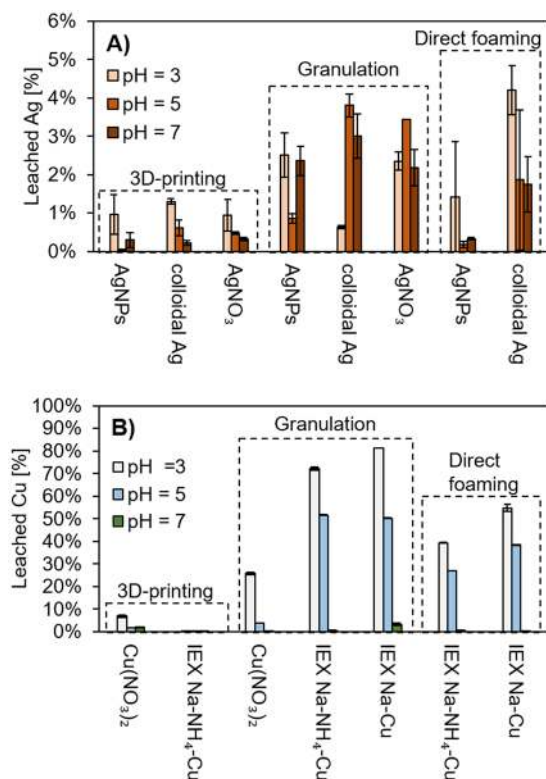 6%
A)
5%
4%
3%
2%
1%
0%
Leached Ag [%]
pH = 3
pH = 5
pH = 7
3D-printing
Granulation
Direct foaming
AgNPs
colloidal Ag
AgNO₃
AgNPs
colloidal Ag
AgNO₃
AgNPs
colloidal Ag
100%
B)
90%
80%
70%
60%
50%
40%
30%
20%
10%
0%
Leached Cu [%]
pH =3
pH = 5
pH = 7
3D-printing
Granulation
Direct
foaming
Cu(NO₃)₂
IEX Na-NH₄-Cu
Cu(NO₃)₂
IEX Na-NH₄-Cu
IEX Na-Cu
IEX Na-NH₄-Cu
IEX Na-Cu